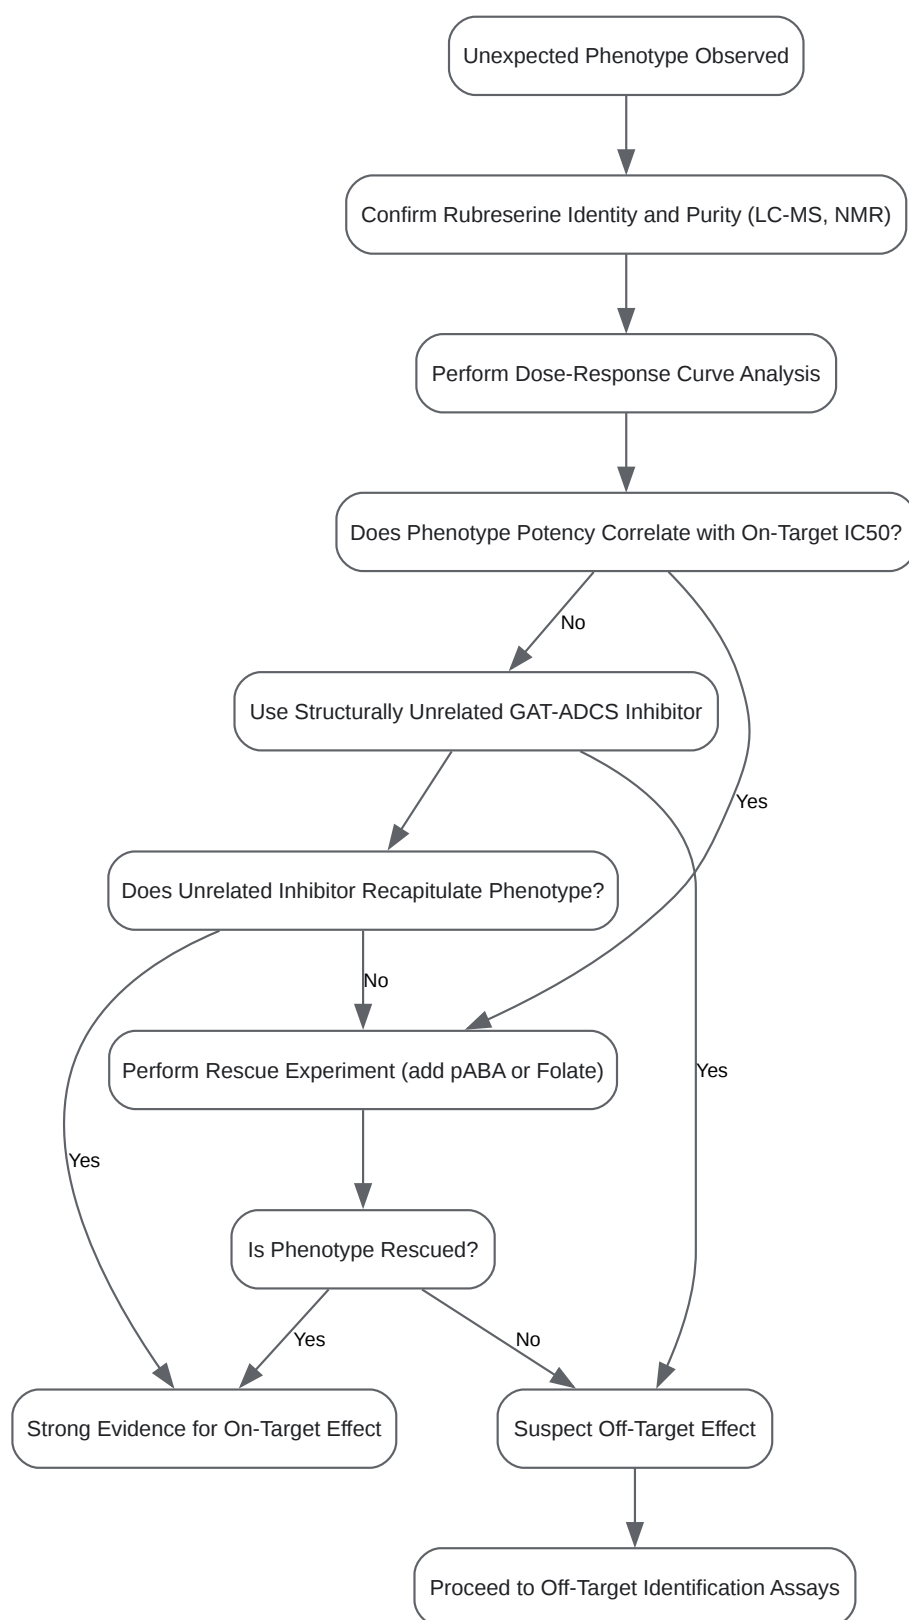 Unexpected Phenotype Observed
Confirm Rubreserine Identity and Purity (LC-MS, NMR)
Perform Dose-Response Curve Analysis
Does Phenotype Potency Correlate with On-Target IC50?
No
Use Structurally Unrelated GAT-ADCS Inhibitor
Yes
Does Unrelated Inhibitor Recapitulate Phenotype?
No
Perform Rescue Experiment (add pABA or Folate)
Yes
Yes
Is Phenotype Rescued?
Yes
No
Strong Evidence for On-Target Effect
Suspect Off-Target Effect
Proceed to Off-Target Identification Assays